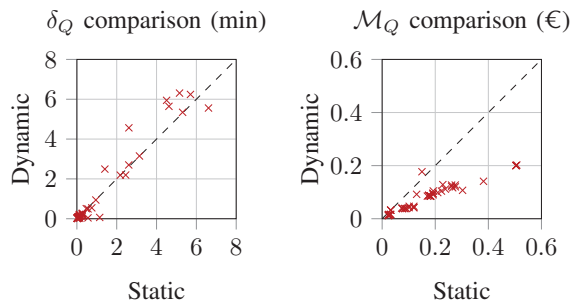 δ_Q comparison (min)
8
6
4
2
0
0 2 4 6 8
Dynamic
Static
ℳ_Q comparison (€)
0.6
0.4
0.2
0
0 0.2 0.4 0.6
Dynamic
Static